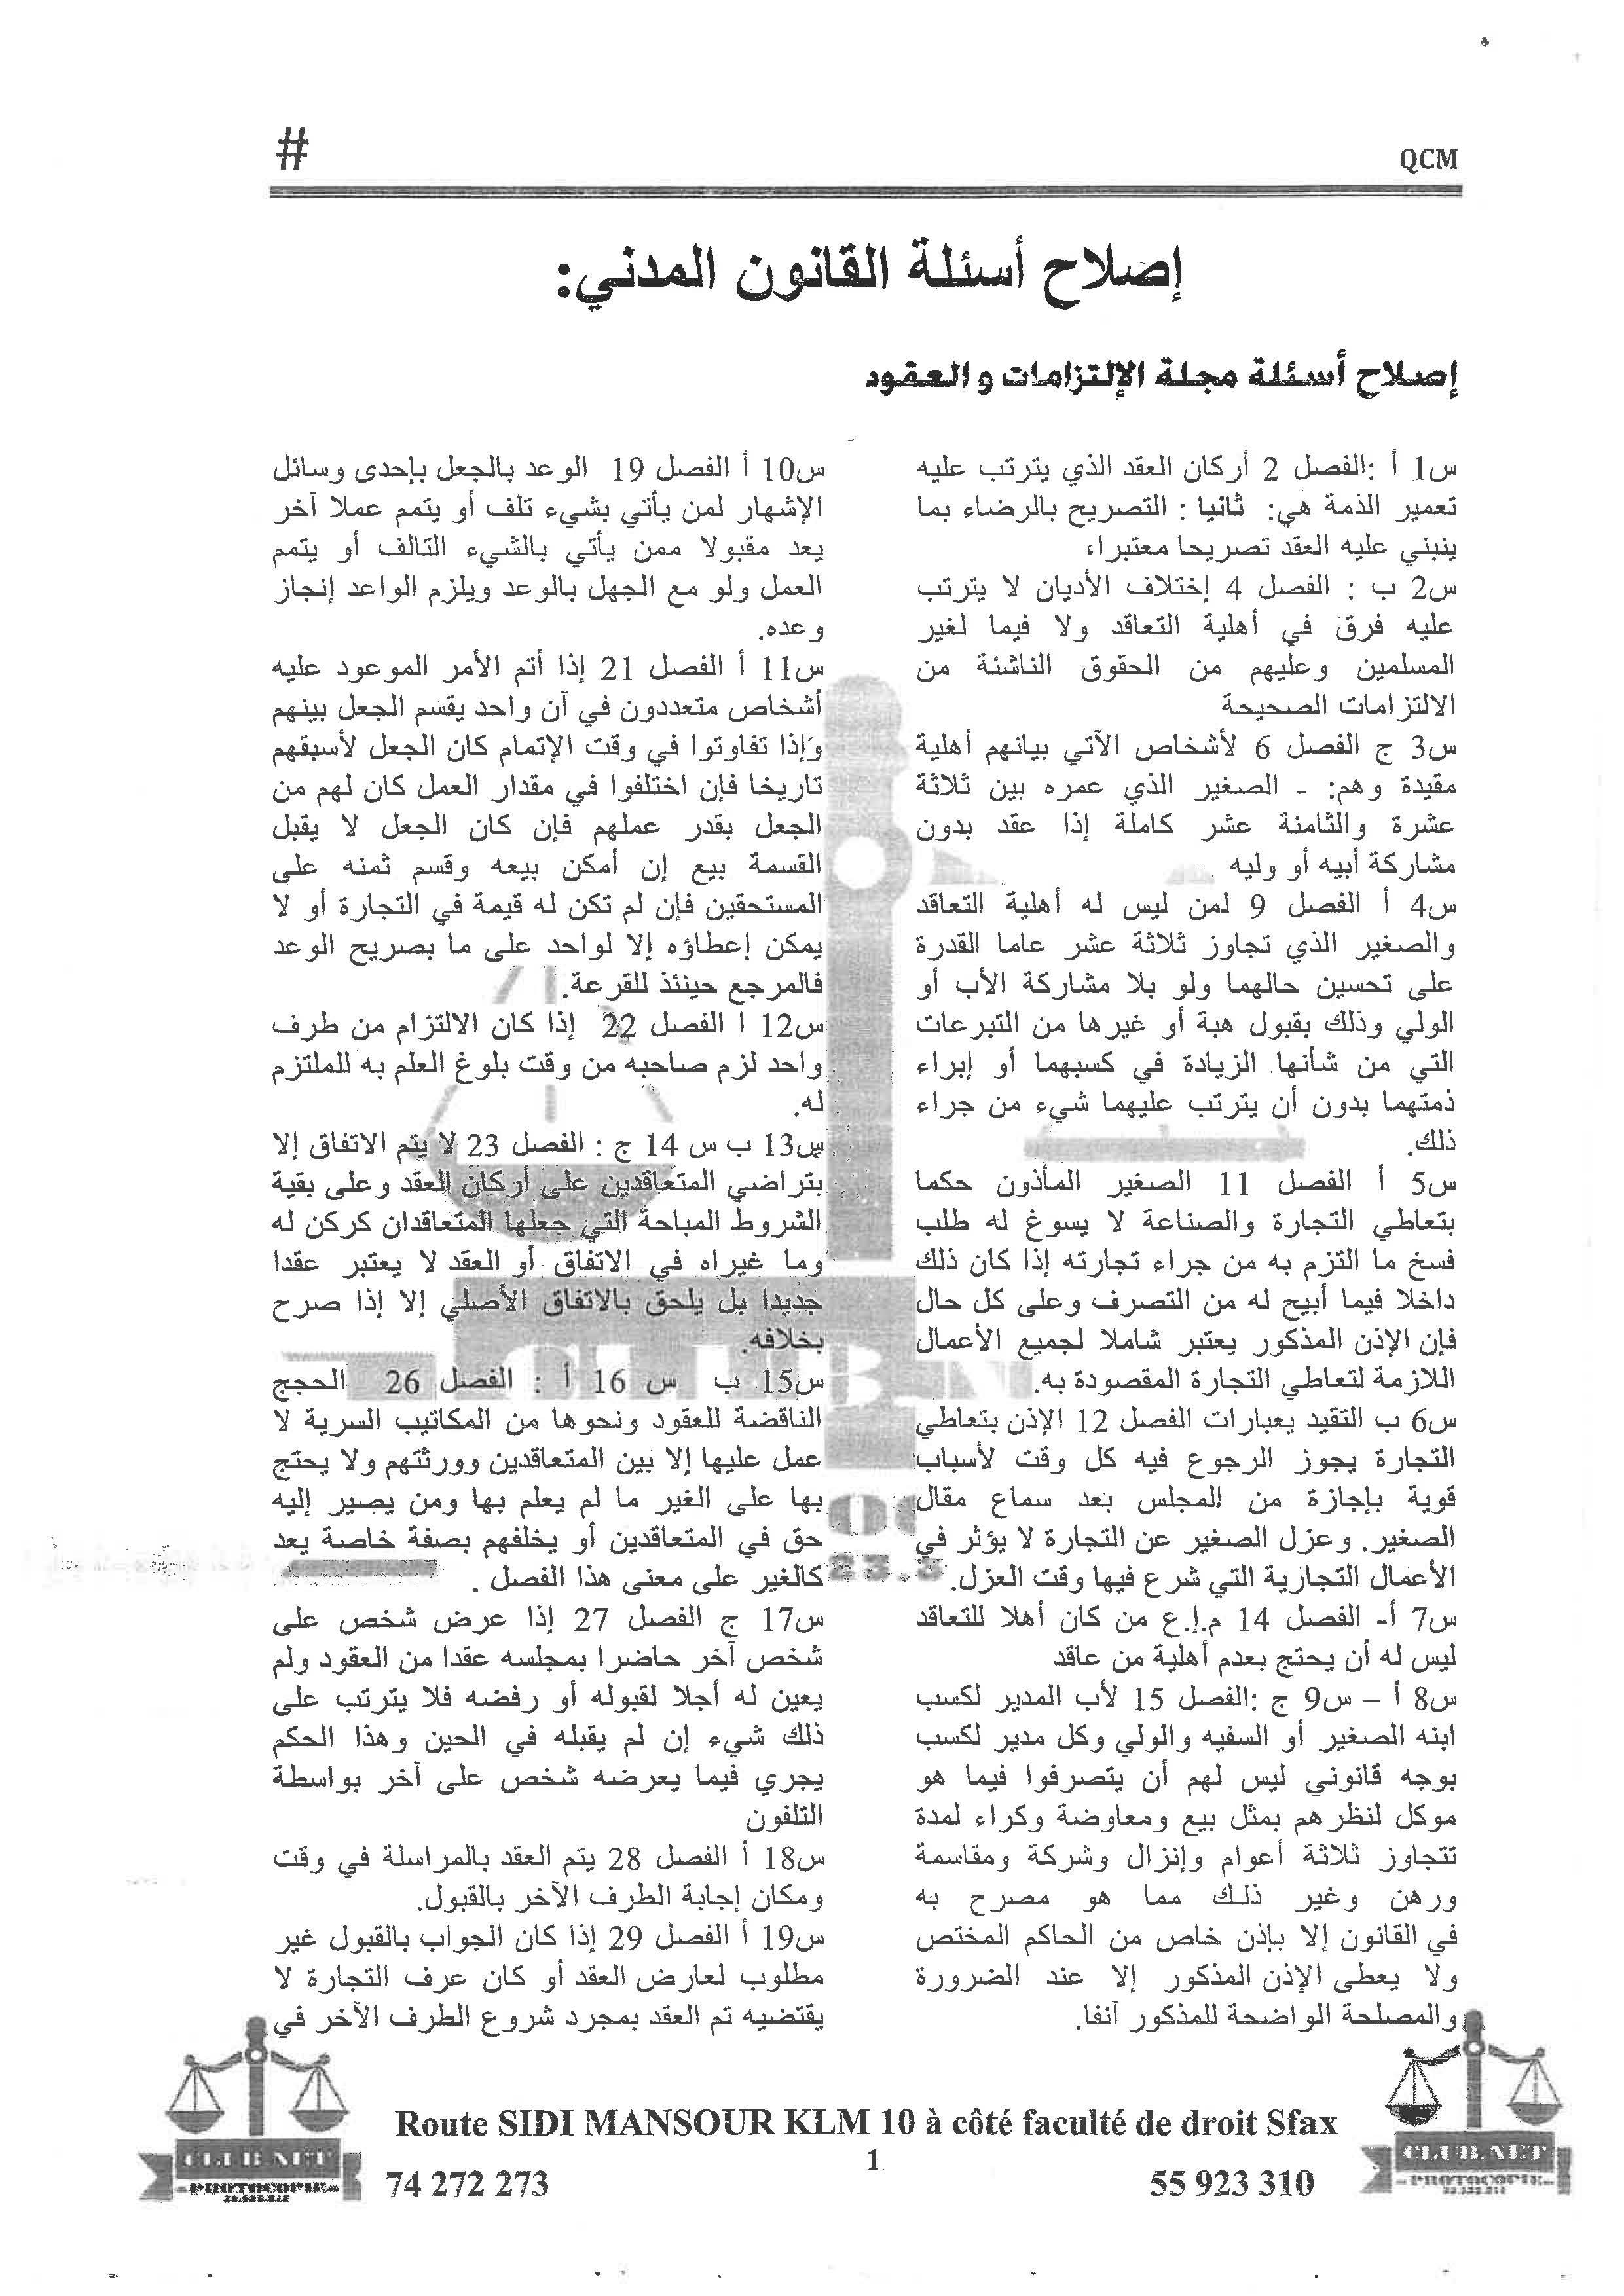 #
QCM
إصلاح أسئلة القانون المدني:
إصلاح أسئلة مجلة الإلتزامات والعقود
س1 أ :الفصل 2 أركان العقد الذي يترتب عليه
تعمير الذمة هي: ثانيا : التصريح بالرضاء بما
ينبني عليه العقد تصريحا معتبرا،
س2 ب : الفصل 4 إختلاف الأديان لا يترتب
عليه فرق في أهلية التعاقد ولا فيما لغير
المسلمين وعليهم من الحقوق الناشئة من
الالتزامات الصحيحة
س3 ج الفصل 6 لأشخاص الآتي بيانهم أهلية
مقيدة وهم: - الصغير الذي عمره بين ثلاثة
عشرة والثامنة عشر كاملة إذا عقد بدون
مشاركة أبيه أو وليه
س4 أ الفصل 9 لمن ليس له أهلية التعاقد
والصغير الذي تجاوز ثلاثة عشر عاما القدرة
على تحسين حالهما ولو بلا مشاركة الأب أو
الولي وذلك بقبول هبة أو غيرها من التبرعات
التي من شأنها الزيادة في كسبهما أو إبراء
ذمتهما بدون أن يترتب عليهما شيء من جراء
ذلك.
س5 أ الفصل 11 الصغير المأذون حكما
بتعاطي التجارة والصناعة لا يسوغ له طلب
فسخ ما التزم به من جراء تجارته إذا كان ذلك
داخلا فيما أبيح له من التصرف وعلى كل حال
فإن الإذن المذكور يعتبر شاملا لجميع الأعمال
اللازمة لتعاطي التجارة المقصودة به.
س6 ب التقيد بعبارات الفصل 12 الإذن بتعاطي
التجارة يجوز الرجوع فيه كل وقت لأسباب
قوية بإجازة من المجلس بعد سماع مقال
الصغير. وعزل الصغير عن التجارة لا يؤثر في
الأعمال التجارية التي شرع فيها وقت العزل.
س7 أ- الفصل 14 م.إ.ع من كان أهلا للتعاقد
ليس له أن يحتج بعدم أهلية من عاقد
س8 أ – س9 ج :الفصل 15 لأب المدير لكسب
ابنه الصغير أو السفيه والولي وكل مدير لكسب
بوجه قانوني ليس لهم أن يتصرفوا فيما هو
موكل لنظرهم بمثل بيع ومعاوضة وكراء لمدة
تتجاوز ثلاثة أعوام وإنزال وشركة ومقاسمة
ورهن وغير ذلك مما هو مصرح به
في القانون إلا بإذن خاص من الحاكم المختص
ولا يعطى الإذن المذكور إلا عند الضرورة
والمصلحة الواضحة للمذكور آنفا.
س10 أ الفصل 19 الوعد بالجعل بإحدى وسائل
الإشهار لمن يأتي بشيء تلف أو يتمم عملا آخر
يعد مقبولا ممن يأتي بالشيء التالف أو يتمم
العمل ولو مع الجهل بالوعد ويلزم الواعد إنجاز
وعده.
س11 أ الفصل 21 إذا أتم الأمر الموعود عليه
أشخاص متعددون في آن واحد يقسم الجعل بينهم
وإذا تفاوتوا في وقت الإتمام كان الجعل لأسبقهم
تاريخا فإن اختلفوا في مقدار العمل كان لهم من
الجعل بقدر عملهم فإن كان الجعل لا يقبل
القسمة بيع إن أمكن بيعه وقسم ثمنه على
المستحقين فإن لم تكن له قيمة في التجارة أو لا
يمكن إعطاؤه إلا لواحد على ما بصريح الوعد
فالمرجع حينئذ للقرعة.
س12 ا الفصل 22 إذا كان الالتزام من طرف
واحد لزم صاحبه من وقت بلوغ العلم به للملتزم
له.
س13 ب س 14 ج : الفصل 23 لا يتم الاتفاق إلا
بتراضي المتعاقدين على أركان العقد وعلى بقية
الشروط المباحة التي جعلها المتعاقدان كركن له
وما غيراه في الاتفاق أو العقد لا يعتبر عقدا
جديدا بل يلحق بالاتفاق الأصلي إلا إذا صرح
بخلافه.
س15 ب س 16 أ : الفصل 26 الحجج
الناقضة للعقود ونحوها من المكاتيب السرية لا
عمل عليها إلا بين المتعاقدين وورثتهم ولا يحتج
بها على الغير ما لم يعلم بها ومن يصير إليه
حق في المتعاقدين أو يخلفهم بصفة خاصة يعد
كالغير على معنى هذا الفصل .
س17 ج الفصل 27 إذا عرض شخص على
شخص آخر حاضرا بمجلسه عقدا من العقود ولم
يعين له أجلا لقبوله أو رفضه فلا يترتب على
ذلك شيء إن لم يقبله في الحين وهذا الحكم
يجري فيما يعرضه شخص على آخر بواسطة
التلفون
س18 أ الفصل 28 يتم العقد بالمراسلة في وقت
ومكان إجابة الطرف الآخر بالقبول.
س19 أ الفصل 29 إذا كان الجواب بالقبول غير
مطلوب لعارض العقد أو كان عرف التجارة لا
يقتضيه تم العقد بمجرد شروع الطرف الآخر في
Route SIDI MANSOUR KLM 10 à côté faculté de droit Sfax
1
74 272 273
55 923 310
CLUB.NET
PHOTOCOPIE
CLUB.NET
PHOTOCOPIE